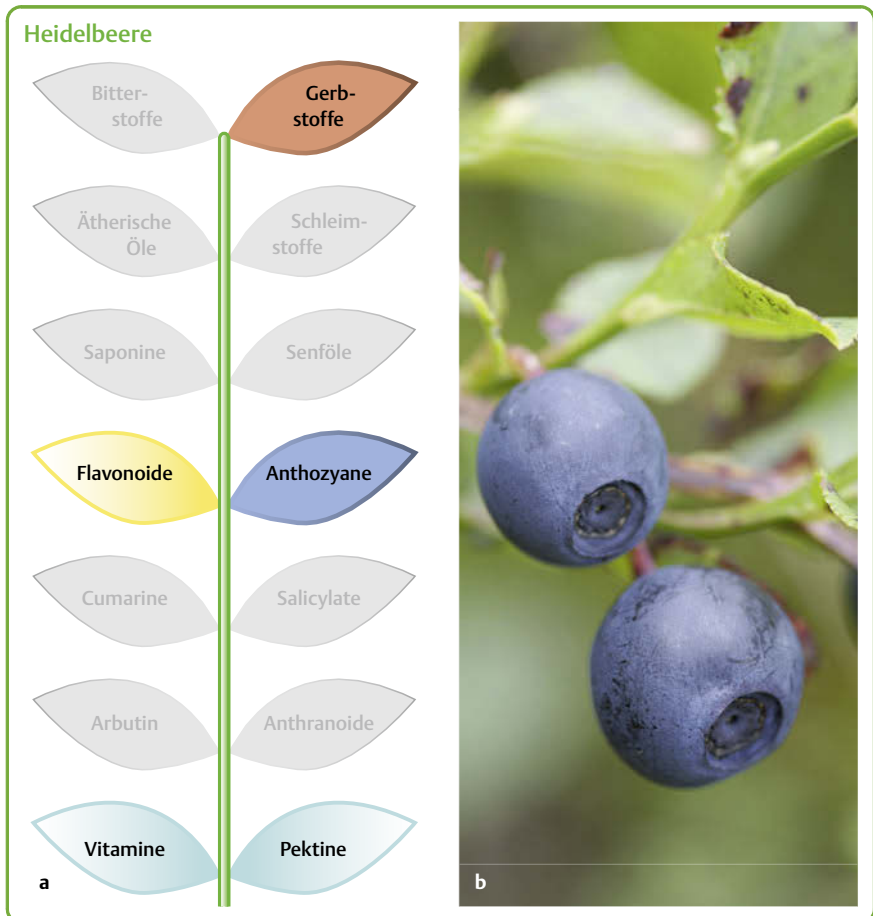 Heidelbeere
Bitter-
stoffe
Gerb-
stoffe
Ätherische
Öle
Schleim-
stoffe
Saponine
Senföle
Flavonoide
Anthozyane
Cumarine
Salicylate
Arbutin
Anthranoide
Vitamine
Pektine
a
b